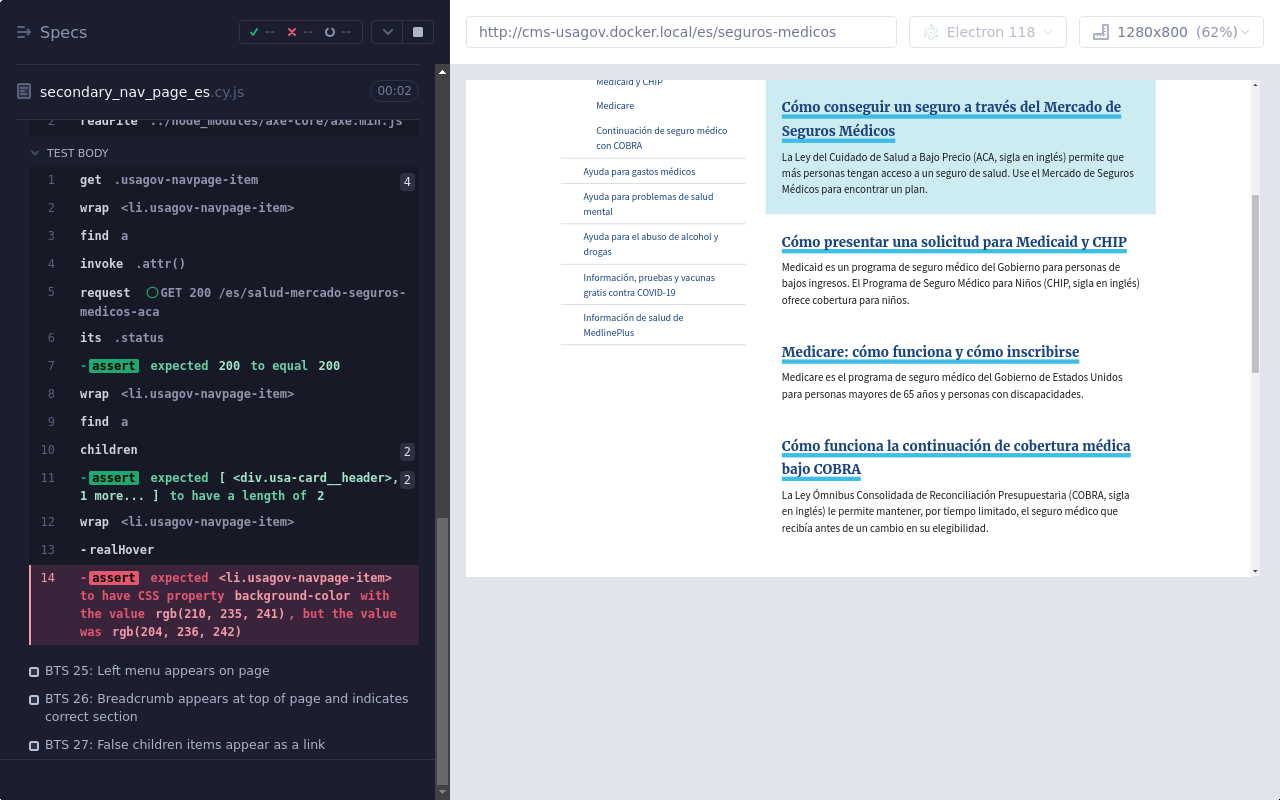 Specs
-- -- --
secondary_nav_page_es.cy.js
00:02
2 readFile ../node_modules/axe-core/axe.min.js
TEST BODY
1 get .usagov-navpage-item 4
2 wrap <li.usagov-navpage-item>
3 find a
4 invoke .attr()
5 request GET 200 /es/salud-mercado-seguros-
medicos-aca
6 its .status
7 -assert expected 200 to equal 200
8 wrap <li.usagov-navpage-item>
9 find a
10 children 2
11 -assert expected [ <div.usa-card__header>, 2
1 more... ] to have a length of 2
12 wrap <li.usagov-navpage-item>
13 -realHover
14 -assert expected <li.usagov-navpage-item>
to have CSS property background-color with
the value rgb(210, 235, 241), but the value
was rgb(204, 236, 242)
BTS 25: Left menu appears on page
BTS 26: Breadcrumb appears at top of page and indicates
correct section
BTS 27: False children items appear as a link
http://cms-usagov.docker.local/es/seguros-medicos
Electron 118
1280x800 (62%)
Medicaid y CHIP
Medicare
Continuación de seguro médico
con COBRA
Ayuda para gastos médicos
Ayuda para problemas de salud
mental
Ayuda para el abuso de alcohol y
drogas
Información, pruebas y vacunas
gratis contra COVID-19
Información de salud de
MedlinePlus
Cómo conseguir un seguro a través del Mercado de
Seguros Médicos
La Ley del Cuidado de Salud a Bajo Precio (ACA, sigla en inglés) permite que
más personas tengan acceso a un seguro de salud. Use el Mercado de Seguros
Médicos para encontrar un plan.
Cómo presentar una solicitud para Medicaid y CHIP
Medicaid es un programa de seguro médico del Gobierno para personas de
bajos ingresos. El Programa de Seguro Médico para Niños (CHIP, sigla en inglés)
ofrece cobertura para niños.
Medicare: cómo funciona y cómo inscribirse
Medicare es el programa de seguro médico del Gobierno de Estados Unidos
para personas mayores de 65 años y personas con discapacidades.
Cómo funciona la continuación de cobertura médica
bajo COBRA
La Ley Ómnibus Consolidada de Reconciliación Presupuestaria (COBRA, sigla
en inglés) le permite mantener, por tiempo limitado, el seguro médico que
recibía antes de un cambio en su elegibilidad.